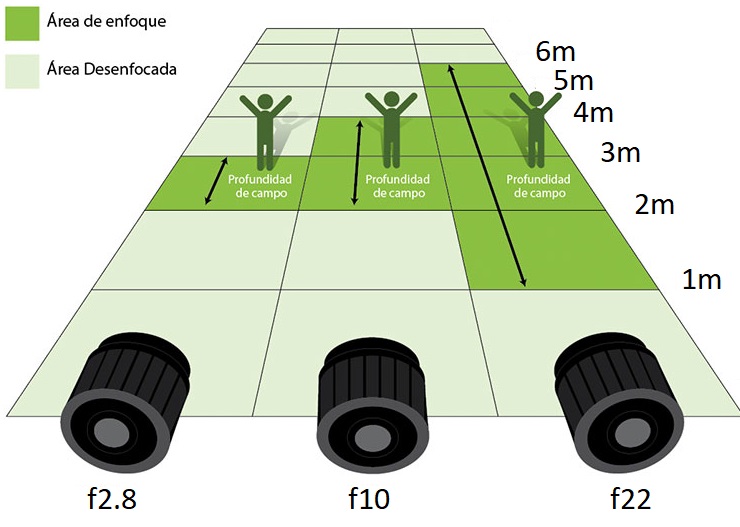 Área de enfoque
Área Desenfocada
6m
5m
4m
3m
Profundidad
de campo
Profundidad
de campo
Profundidad
de campo
2m
1m
f2.8
f10
f22